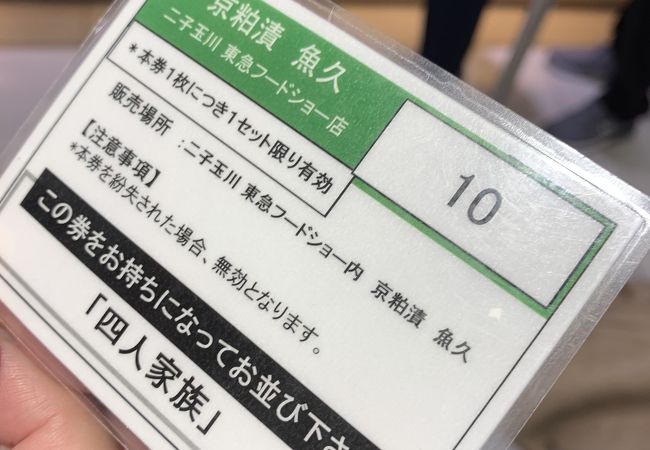 京粕漬 魚久
二子玉川 東急フードショー店
10
*本券1枚につき1セット限り有効
販売場所 :二子玉川 東急フードショー内 京粕漬 魚久
【注意事項】
*本券を紛失された場合、無効となります。
この券をお持ちになってお並び下さ
「四人家族」